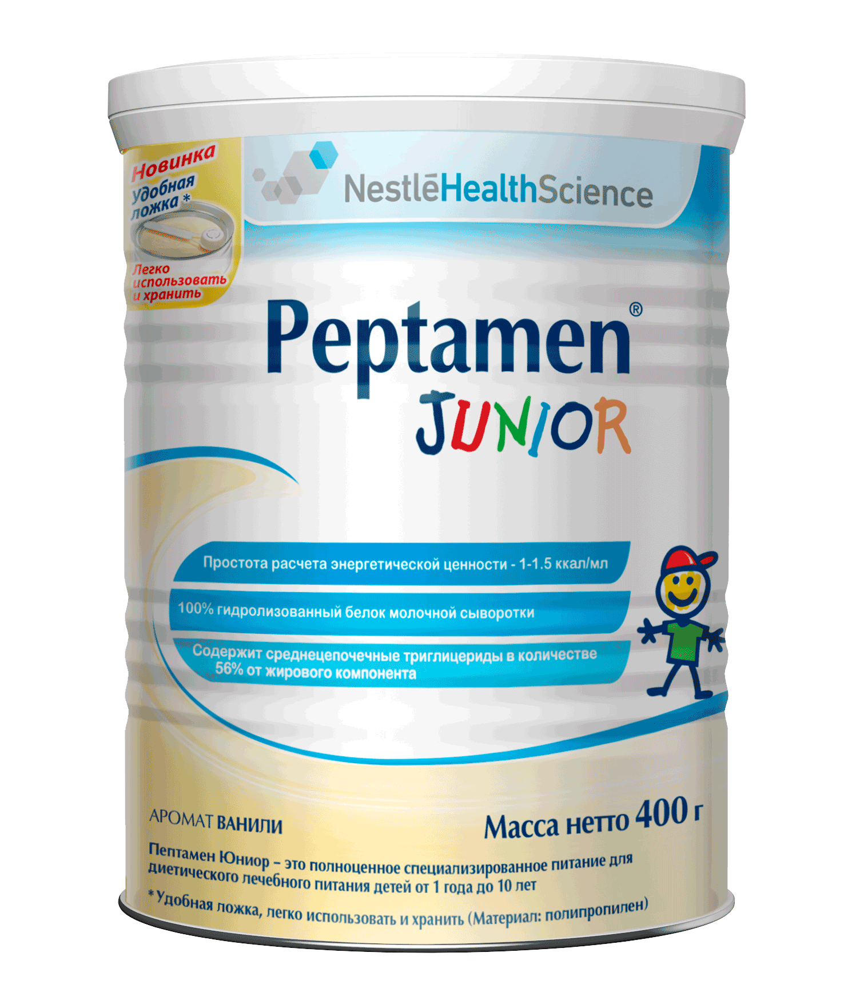 Новинка
Удобная
ложка *
Легко
использовать
и хранить
NestléHealthScience
Peptamen®
JUNIOR
Простота расчета энергетической ценности - 1-1.5 ккал/мл
100% гидролизованный белок молочной сыворотки
Содержит среднецепочечные триглицериды в количестве
56% от жирового компонента
АРОМАТ ВАНИЛИ
Масса нетто 400 г
Пептамен Юниор – это полноценное специализированное питание для
диетического лечебного питания детей от 1 года до 10 лет
*Удобная ложка, легко использовать и хранить (Материал: полипропилен)